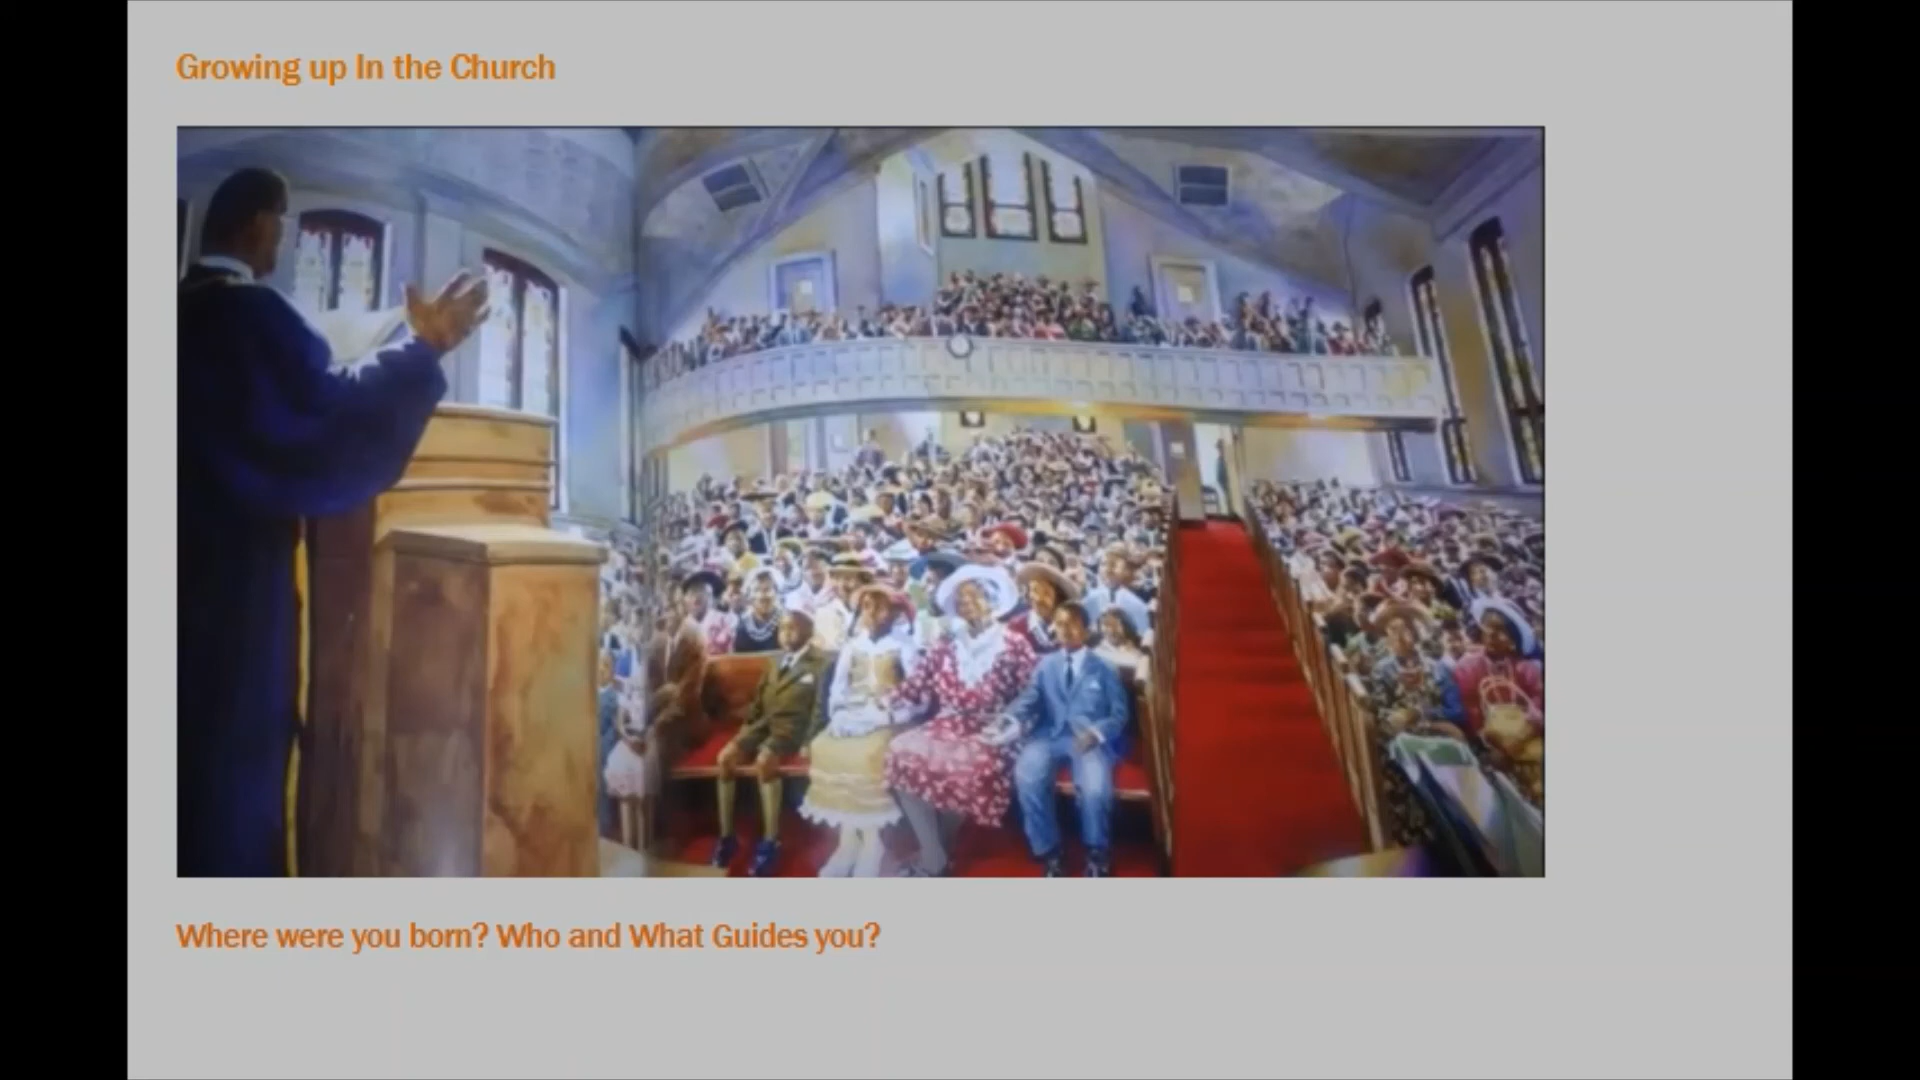 Growing up In the Church
Where were you born? Who and What Guides you?